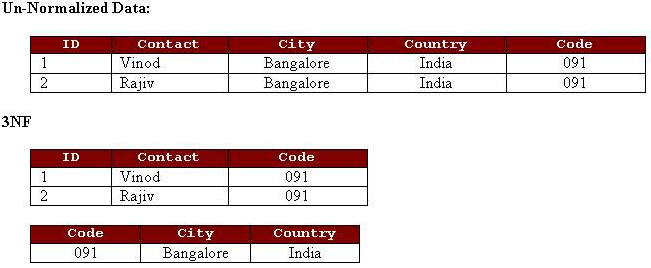 Un-Normalized Data:
ID Contact City Country Code
1 Vinod Bangalore India 091
2 Rajiv Bangalore India 091
3NF
ID Contact Code
1 Vinod 091
2 Rajiv 091
Code City Country
091 Bangalore India